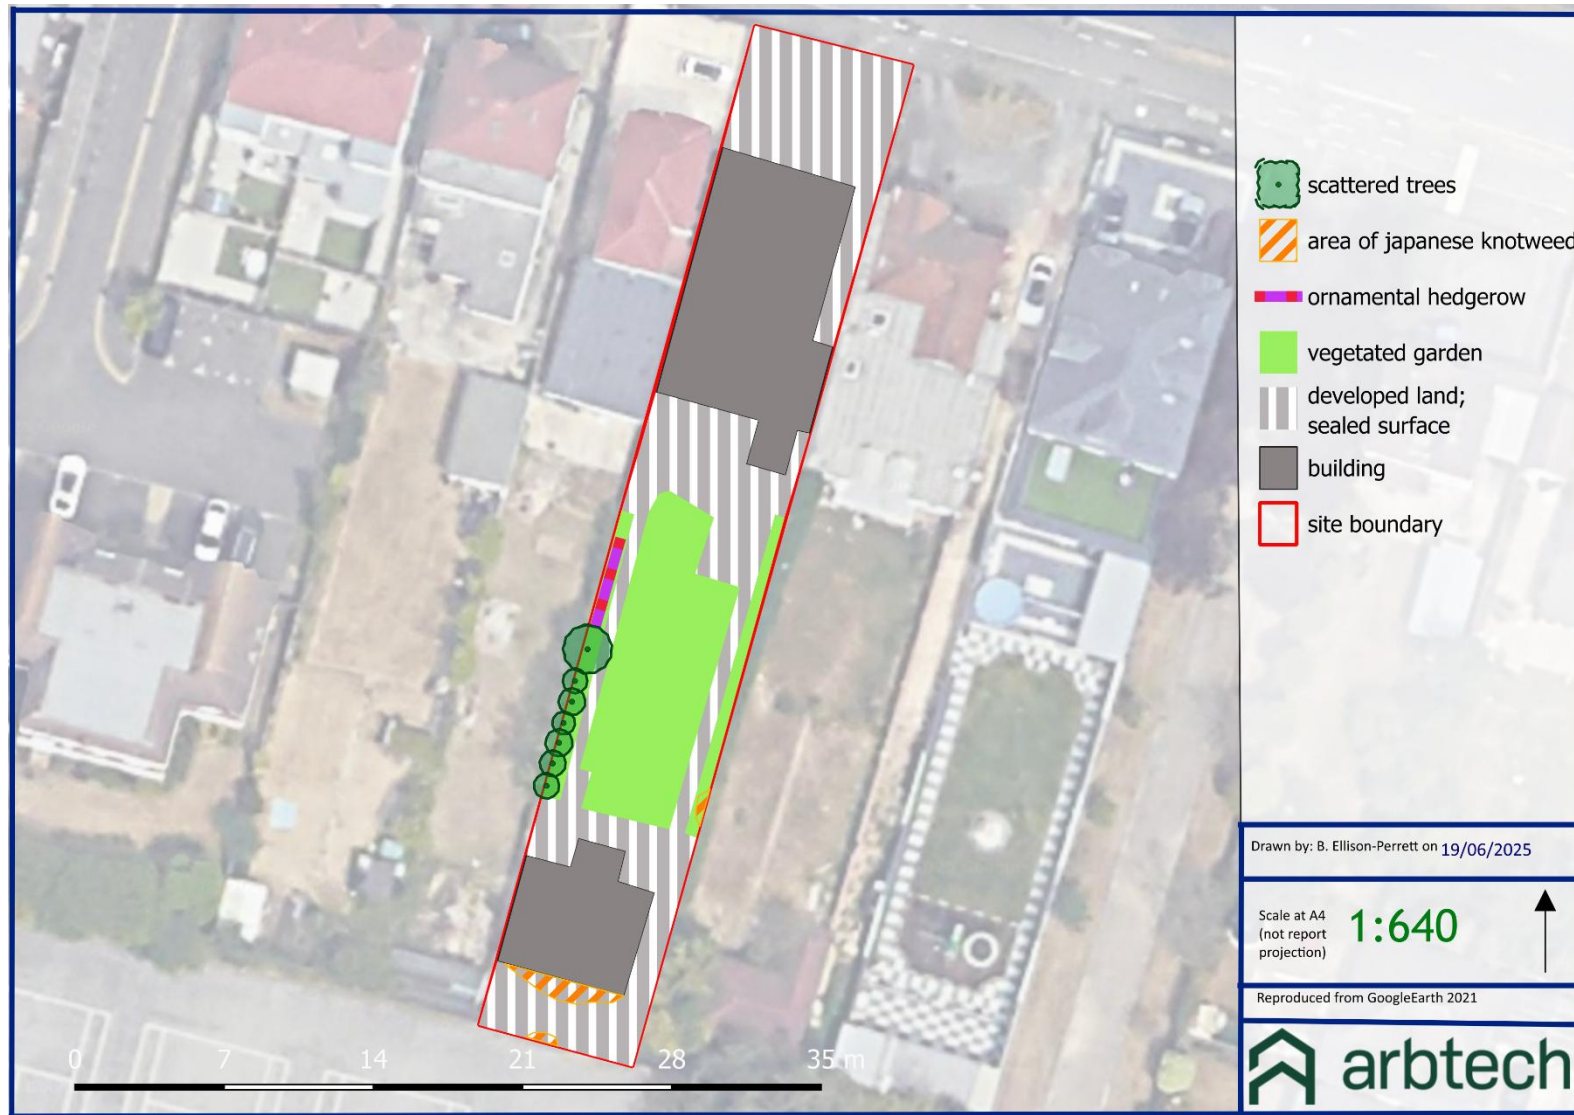 scattered trees
area of japanese knotweed
ornamental hedgerow
vegetated garden
developed land;
sealed surface
building
site boundary
Drawn by: B. Ellison-Perrett on 19/06/2025
Scale at A4
(not report
projection)
1:640
Reproduced from GoogleEarth 2021
arbtech
0 7 14 21 28 35 m